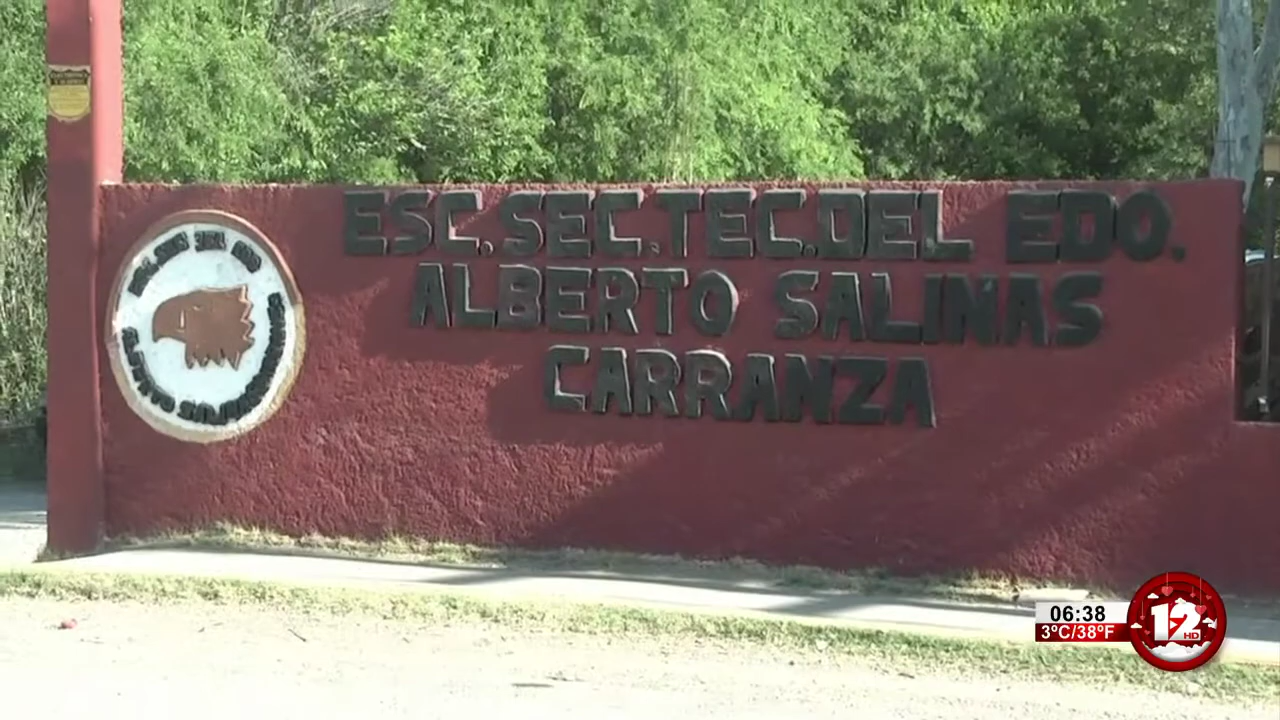 ESC.SEC.TEC.DEL EDO.
ALBERTO SALINAS
CARRANZA
06:38
3°C/38°F
12
HD